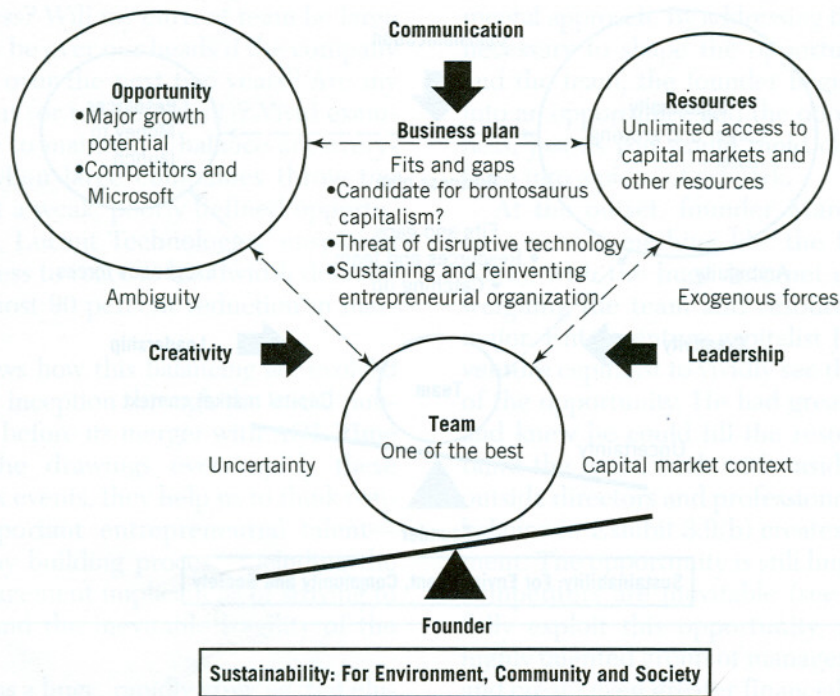 Communication
Opportunity
•Major growth
potential
•Competitors and
Microsoft
Business plan
Fits and gaps
•Candidate for brontosaurus
capitalism?
•Threat of disruptive technology
•Sustaining and reinventing
entrepreneurial organization
Resources
Unlimited access to
capital markets and
other resources
Ambiguity
Exogenous forces
Creativity
Leadership
Team
One of the best
Uncertainty
Capital market context
Founder
Sustainability: For Environment, Community and Society